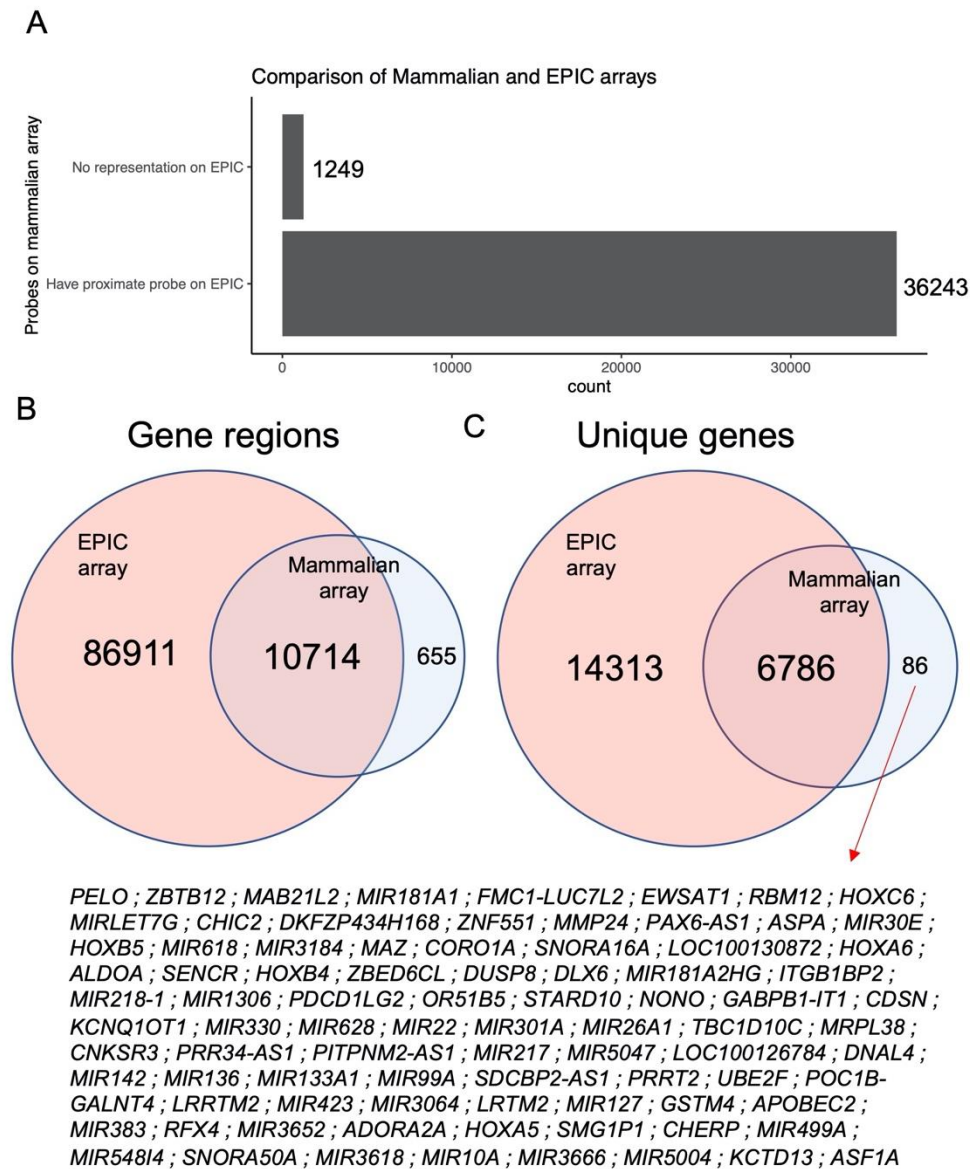 A
Comparison of Mammalian and EPIC arrays
Probes on mammalian array
No representation on EPIC
1249
Have proximate probe on EPIC
36243
0 10000 20000 30000
count
B
Gene regions
EPIC
array
Mammalian
array
86911
10714
655
C
Unique genes
EPIC
array
Mammalian
array
14313
6786
86
PELO ; ZBTB12 ; MAB21L2 ; MIR181A1 ; FMC1-LUC7L2 ; EWSAT1 ; RBM12 ; HOXC6 ;
MIRLET7G ; CHIC2 ; DKFZP434H168 ; ZNF551 ; MMP24 ; PAX6-AS1 ; ASPA ; MIR30E ;
HOXB5 ; MIR618 ; MIR3184 ; MAZ ; CORO1A ; SNORA16A ; LOC100130872 ; HOXA6 ;
ALDOA ; SENCR ; HOXB4 ; ZBED6CL ; DUSP8 ; DLX6 ; MIR181A2HG ; ITGB1BP2 ;
MIR218-1 ; MIR1306 ; PDCD1LG2 ; OR51B5 ; STARD10 ; NONO ; GABPB1-IT1 ; CDSN ;
KCNQ1OT1 ; MIR330 ; MIR628 ; MIR22 ; MIR301A ; MIR26A1 ; TBC1D10C ; MRPL38 ;
CNKSR3 ; PRR34-AS1 ; PITPNM2-AS1 ; MIR217 ; MIR5047 ; LOC100126784 ; DNAL4 ;
MIR142 ; MIR136 ; MIR133A1 ; MIR99A ; SDCBP2-AS1 ; PRRT2 ; UBE2F ; POC1B-
GALNT4 ; LRRTM2 ; MIR423 ; MIR3064 ; LRTM2 ; MIR127 ; GSTM4 ; APOBEC2 ;
MIR383 ; RFX4 ; MIR3652 ; ADORA2A ; HOXA5 ; SMG1P1 ; CHERP ; MIR499A ;
MIR548I4 ; SNORA50A ; MIR3618 ; MIR10A ; MIR3666 ; MIR5004 ; KCTD13 ; ASF1A